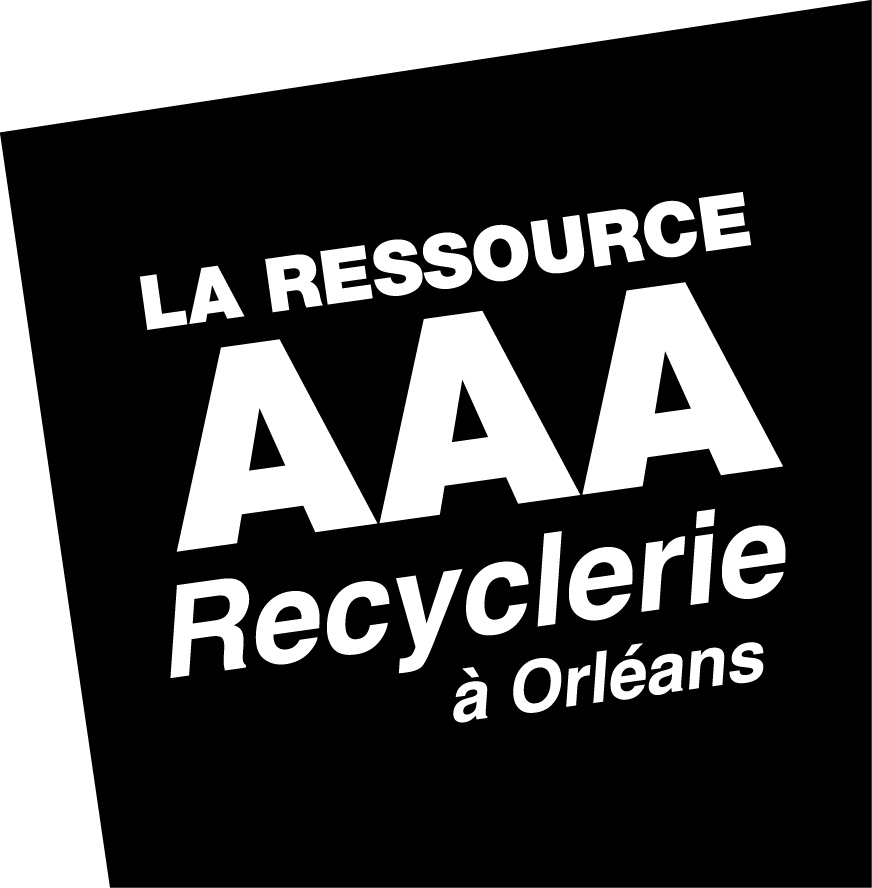 LA RESSOURCE
AAA
Recyclerie
à Orléans